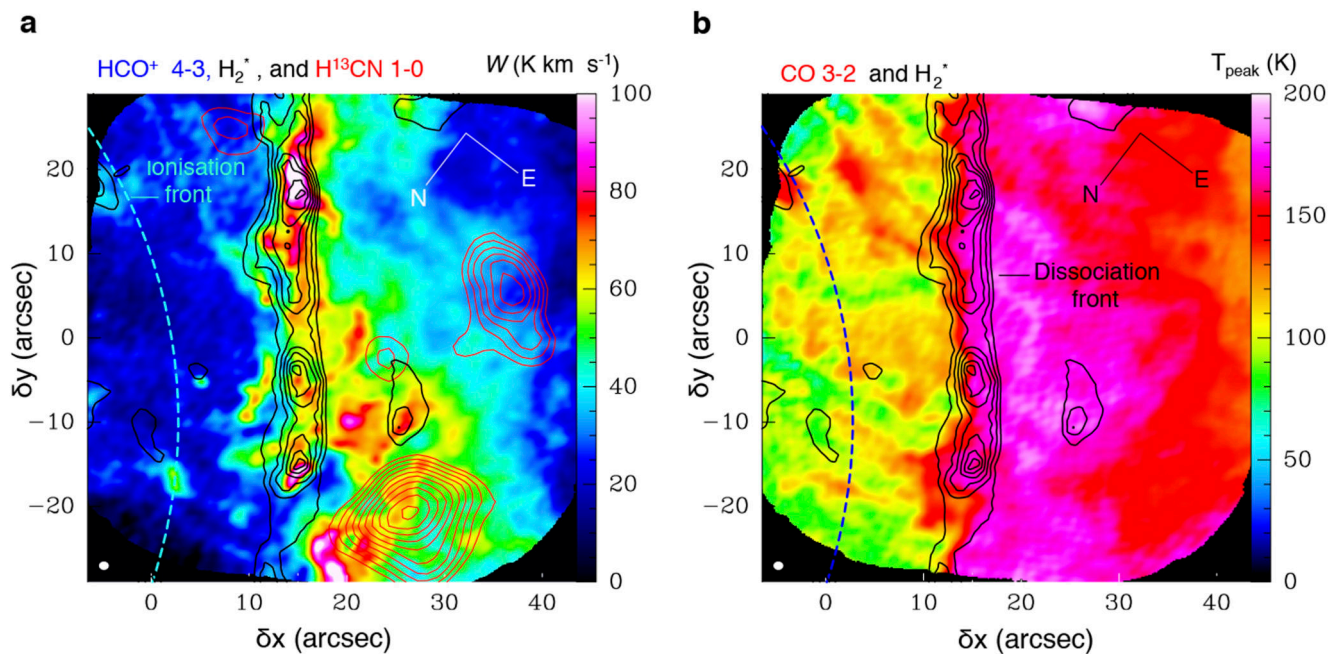 a
HCO⁺ 4-3, H₂*, and H¹³CN 1-0
W (K km s⁻¹)
Ionisation
front
N
E
100
80
60
40
20
0
20
10
0
−10
−20
0
10
20
30
40
δy (arcsec)
δx (arcsec)
b
CO 3-2 and H₂*
T_peak (K)
N
E
Dissociation
front
200
150
100
50
0
20
10
0
−10
−20
0
10
20
30
40
δy (arcsec)
δx (arcsec)